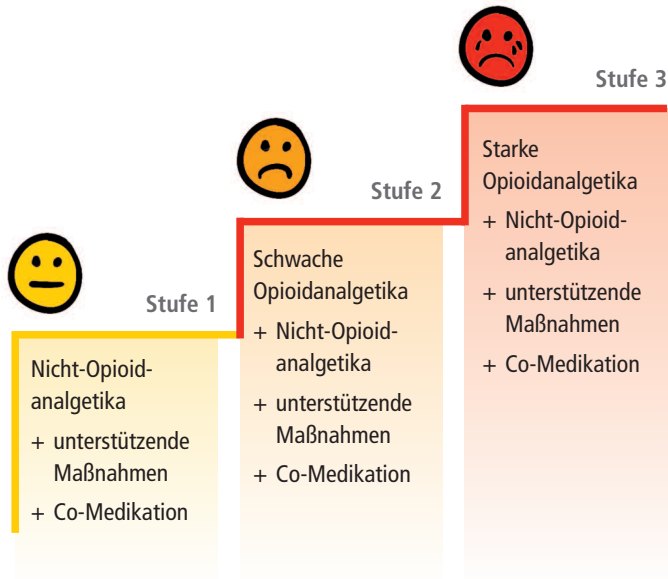 Stufe 1
Nicht-Opioid-
analgetika
+ unterstützende
Maßnahmen
+ Co-Medikation
Stufe 2
Schwache
Opioidanalgetika
+ Nicht-Opioid-
analgetika
+ unterstützende
Maßnahmen
+ Co-Medikation
Stufe 3
Starke
Opioidanalgetika
+ Nicht-Opioid-
analgetika
+ unterstützende
Maßnahmen
+ Co-Medikation